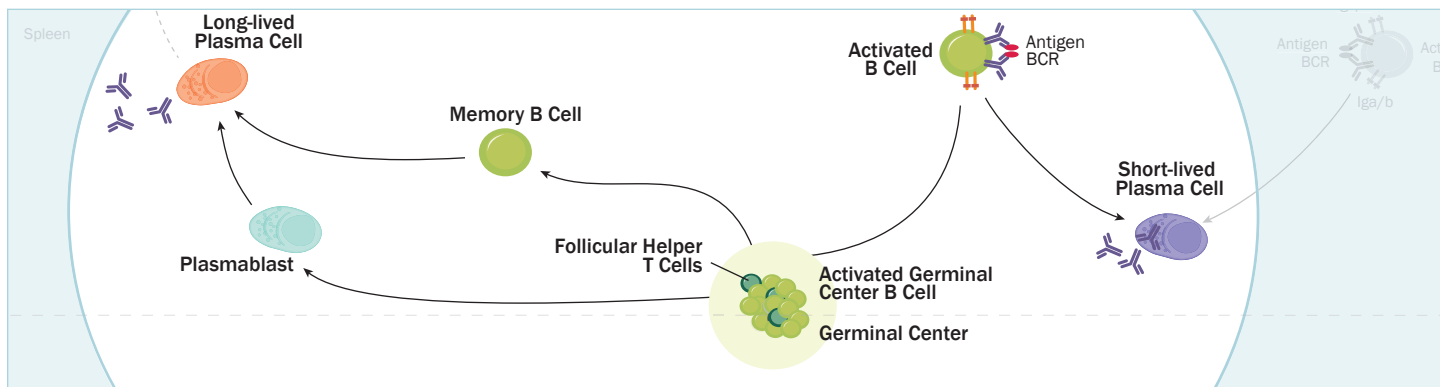 Spleen
Long-lived
Plasma Cell
Activated
B Cell
Antigen
BCR
Antigen
BCR
Iga/b
Memory B Cell
Short-lived
Plasma Cell
Plasmablast
Follicular Helper
T Cells
Activated Germinal
Center B Cell
Germinal Center